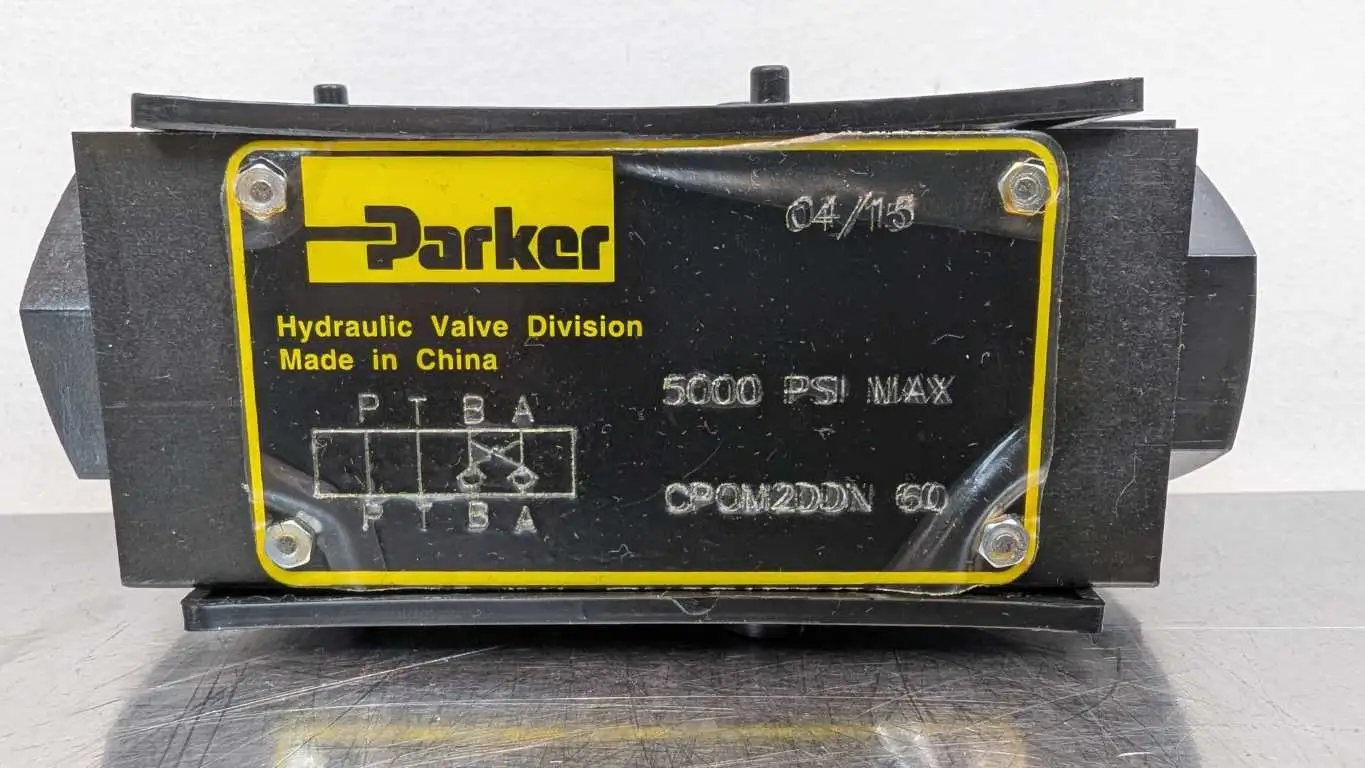 Parker
04/15
Hydraulic Valve Division
Made in China
5000 PSI MAX
P T B A
P T B A
CPOM2DDN 60